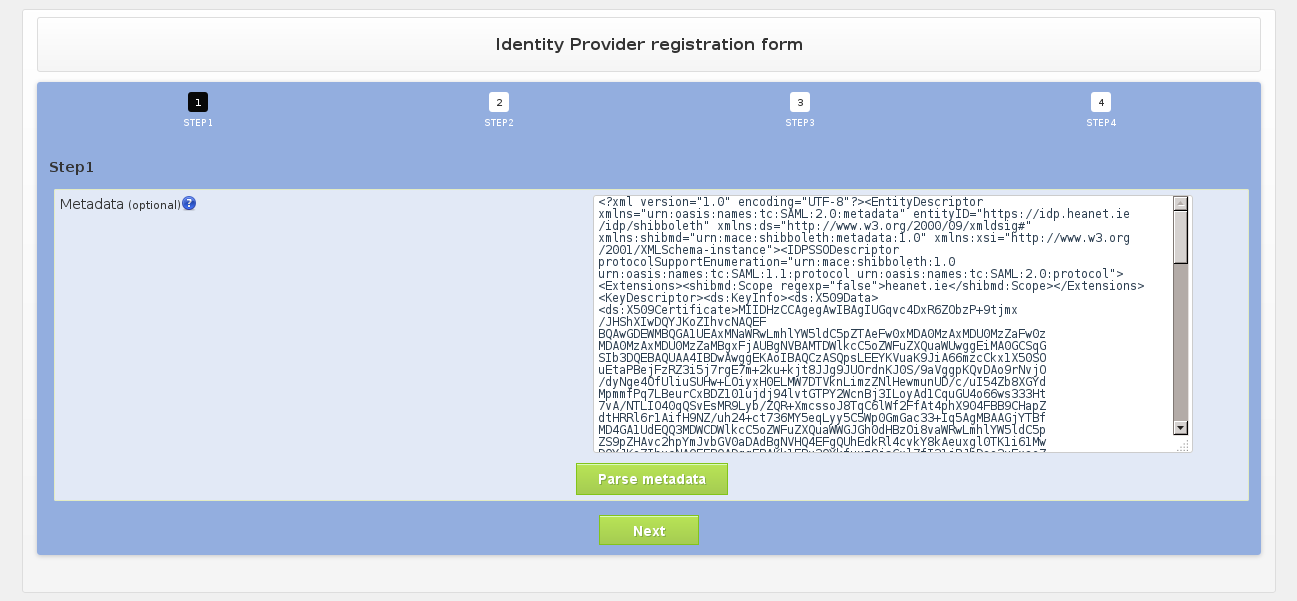 Identity Provider registration form
1
2
3
4
STEP1
STEP2
STEP3
STEP4
Step1
Metadata (optional)?
<?xml version="1.0" encoding="UTF-8"?><EntityDescriptor
xmlns="urn:oasis:names:tc:SAML:2.0:metadata" entityID="https://idp.heanet.ie
/idp/shibboleth" xmlns:ds="http://www.w3.org/2000/09/xmldsig#"
xmlns:shibmd="urn:mace:shibboleth:metadata:1.0" xmlns:xsi="http://www.w3.org
/2001/XMLSchema-instance"><IDPSSODescriptor
protocolSupportEnumeration="urn:mace:shibboleth:1.0
urn:oasis:names:tc:SAML:1.1:protocol urn:oasis:names:tc:SAML:2.0:protocol">
<Extensions><shibmd:Scope regexp="false">heanet.ie</shibmd:Scope></Extensions>
<KeyDescriptor><ds:KeyInfo><ds:X509Data>
<ds:X509Certificate>MIIDHzCCAgegAwIBAgIUGqvc4DxR6ZObzP+9tjmx
/JHShXIwDQYJKoZIhvcNAQEF
BQAwGDEWMBQGA1UEAxMNaWRwLmhlYW5ldC5pZTAeFw0xMDA0MzAxMDU0MzZaFw0z
MDA0MzAxMDU0MzZaMBgxFjAUBgNVBAMTDWlkcC5oZWFuZXQuaWUwggEiMA0GCSqG
SIb3DQEBAQUAA4IBDwAwggEKAoIBAQCzASQpsLEEYKVuaK9JiA66mzcCkx1X50SO
uEtaPBejFzRZ3i5j7rgE7m+2ku+kjt8JJg9JUOrdnKJ0S/9aVggpKQvDAo9rNvjO
/dyNge4OfUliuSUHw+LOiyxH0ELMW7DTVknLimzZNlHewmunUD/c/uI54Zb8XGYd
MpmmfPq7LBeurCxBDZ101ujdj94lvtGTPY2WcnBj3ILoyAd1CquGU4o66ws333Ht
7vA/NTLIO40qQSvEsMR9Lyb/ZQR+XmcssoJ8TqC6lWf2FfAt4phX904FBB9CHapZ
dtHRRl6r1AifH9NZ/uh24+ct736MY5eqLyy5C5Wp0GmGac33+Iq5AgMBAAGjYTBf
MD4GA1UdEQQ3MDWCDWlkcC5oZWFuZXQuaWWGJGh0dHBzOi8vaWRwLmhlYW5ldC5p
ZS9pZHAvc2hpYmJvbGV0aDAdBgNVHQ4EFgQUhEdkRl4cvkY8kAeuxgl0TK1i61Mw
Parse metadata
Next